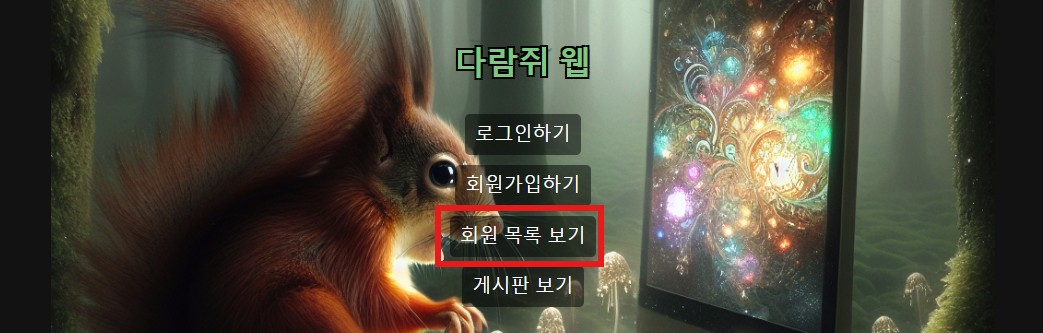 다람쥐 웹
로그인하기
회원가입하기
회원 목록 보기
게시판 보기